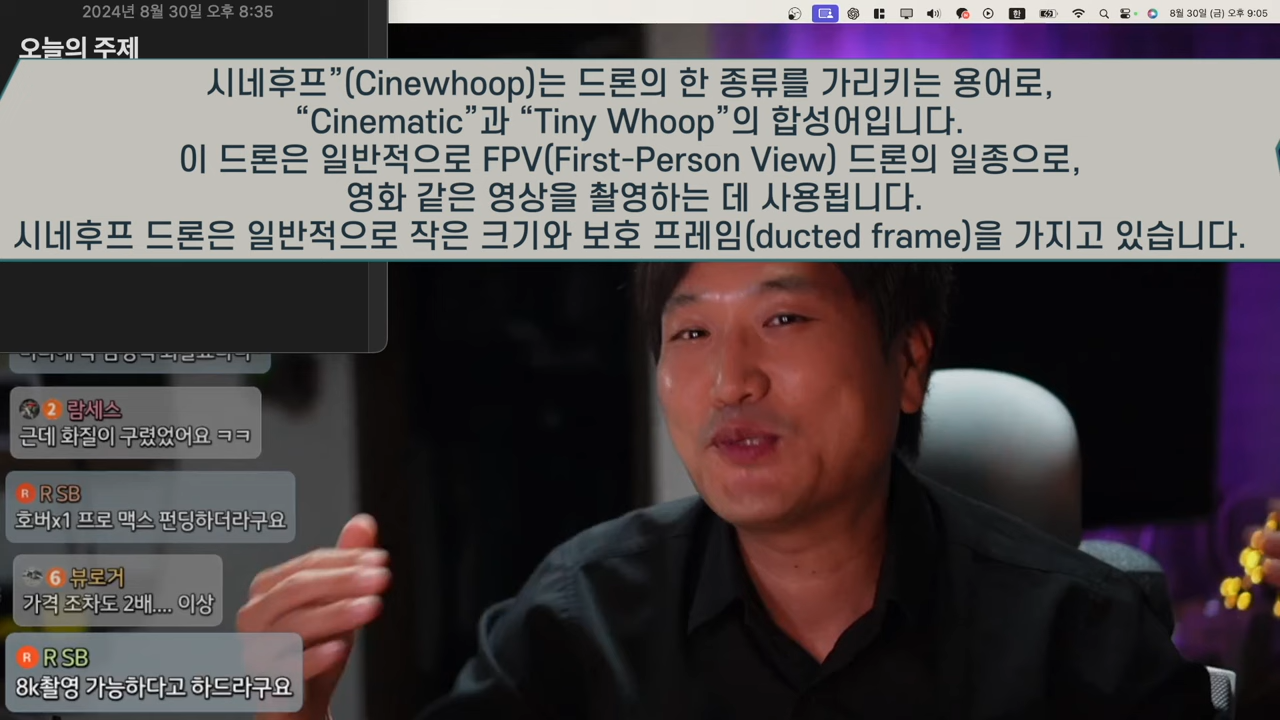 2024년 8월 30일 오후 8:35
8월 30일 (금) 오후 9:05
오늘의 주제
시네후프”(Cinewhoop)는 드론의 한 종류를 가리키는 용어로,
“Cinematic”과 “Tiny Whoop”의 합성어입니다.
이 드론은 일반적으로 FPV(First-Person View) 드론의 일종으로,
영화 같은 영상을 촬영하는 데 사용됩니다.
시네후프 드론은 일반적으로 작은 크기와 보호 프레임(ducted frame)을 가지고 있습니다.
2 람세스
근데 화질이 구렸었어요 ㅋㅋ
R R SB
호버x1 프로 맥스 펀딩하더라구요
6 뷰로거
가격 조차도 2배.... 이상
R R SB
8k촬영 가능하다고 하드라구요